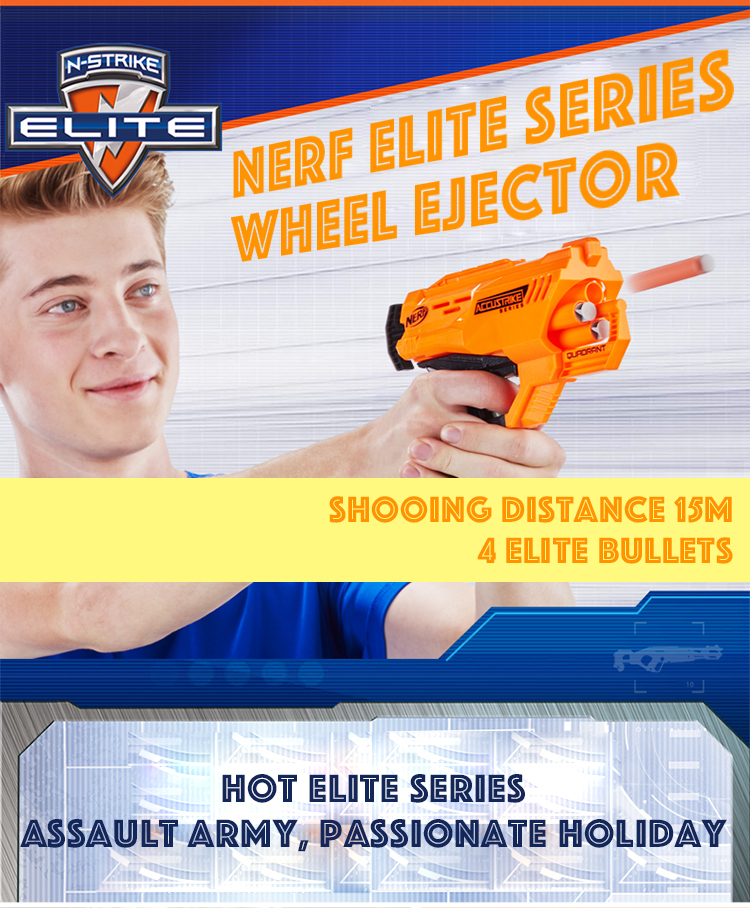 N-STRIKE
ELITE
NERF ELITE SERIES
WHEEL EJECTOR
NERF
ACCUSTRIKE
SERIES
QUADRANT
SHOOING DISTANCE 15M
4 ELITE BULLETS
10
HOT ELITE SERIES
ASSAULT ARMY, PASSIONATE HOLIDAY